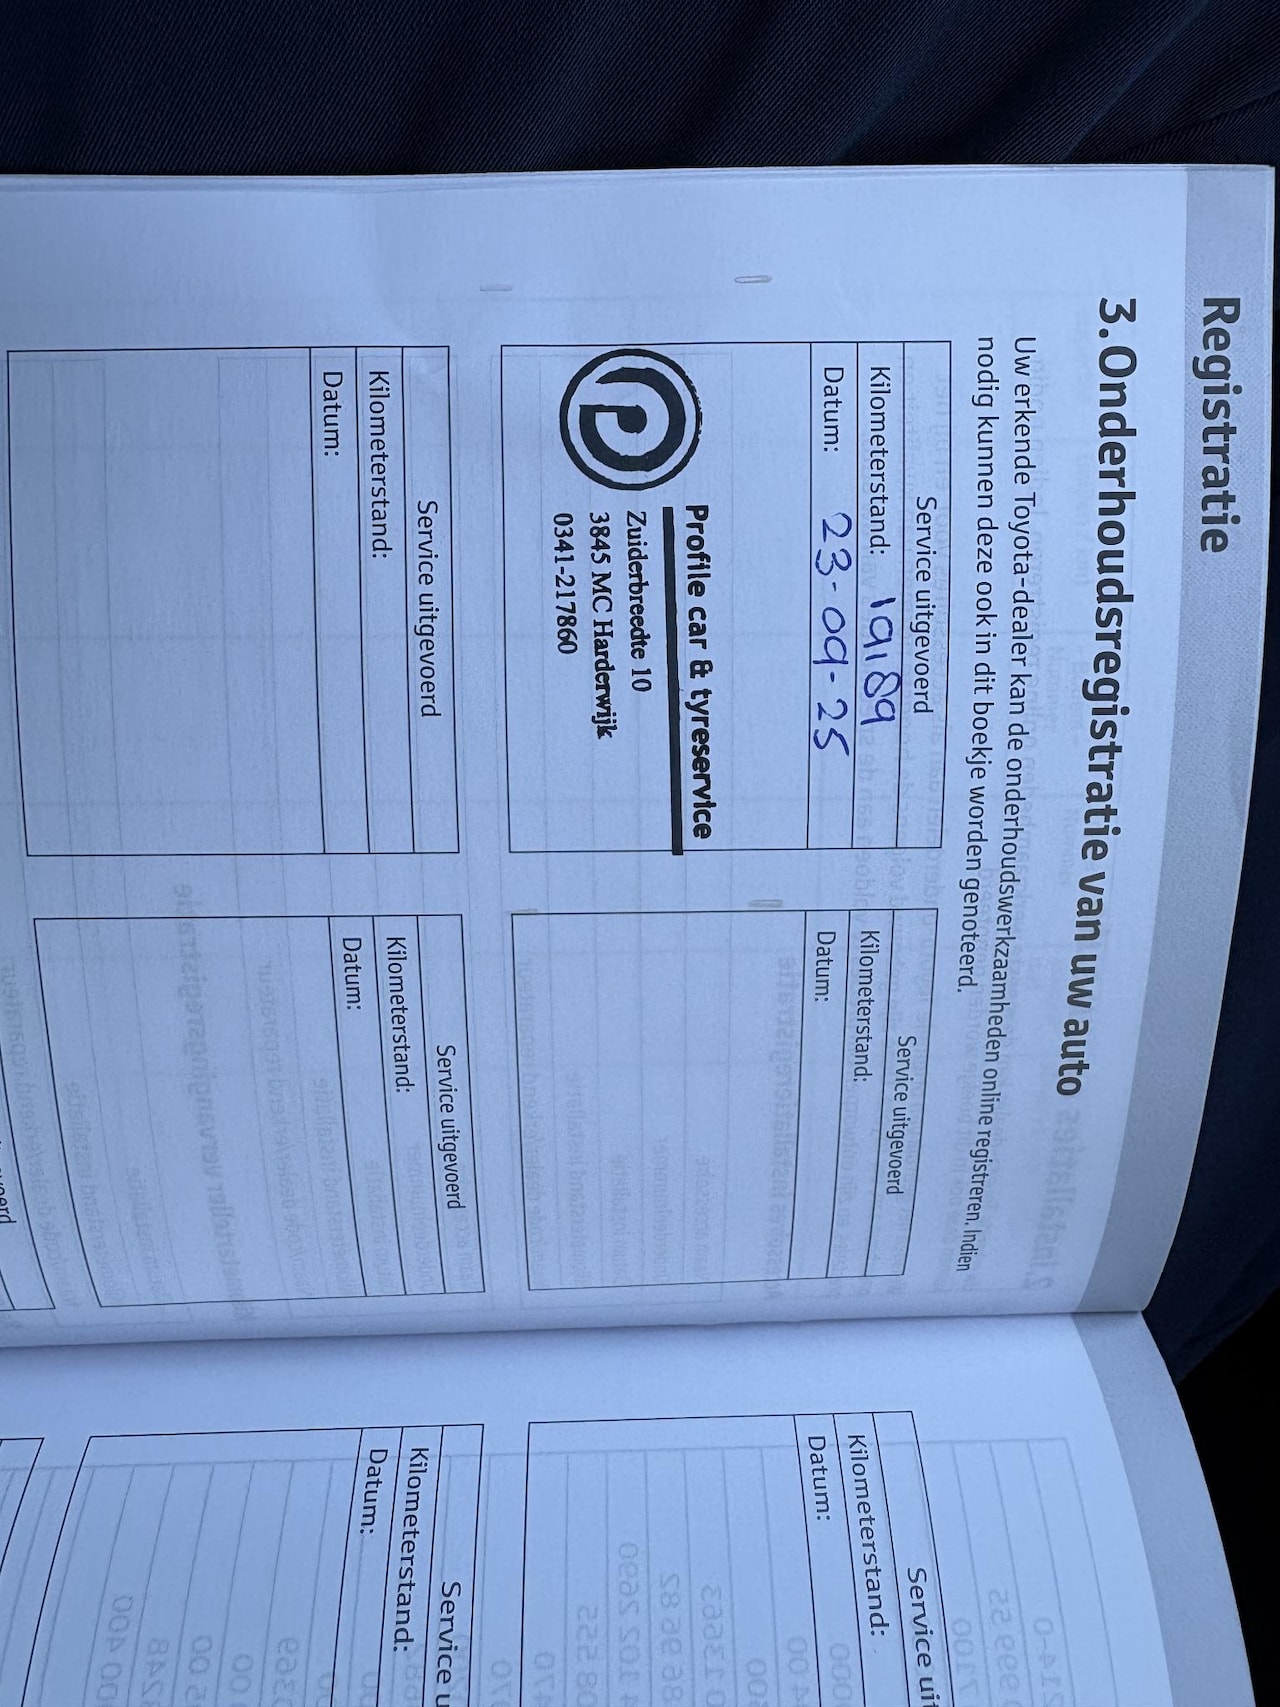 Registratie
3. Onderhoudsregistratie van uw auto
Uw erkende Toyota-dealer kan de onderhoudswerkzaamheden online registreren. Indien
nodig kunnen deze ook in dit boekje worden genoteerd.
Service uitgevoerd
Kilometerstand: 19189
Datum: 23-09-25
Profile car & tyreservice
Zuiderbreedte 10
3845 MC Harderwijk
0341-217860
Service uitgevoerd
Kilometerstand:
Datum:
Service uitgevoerd
Kilometerstand:
Datum:
Service uitgevoerd
Kilometerstand:
Datum:
Service uit
Kilometerstand:
Datum:
Service u
Kilometerstand:
Datum: